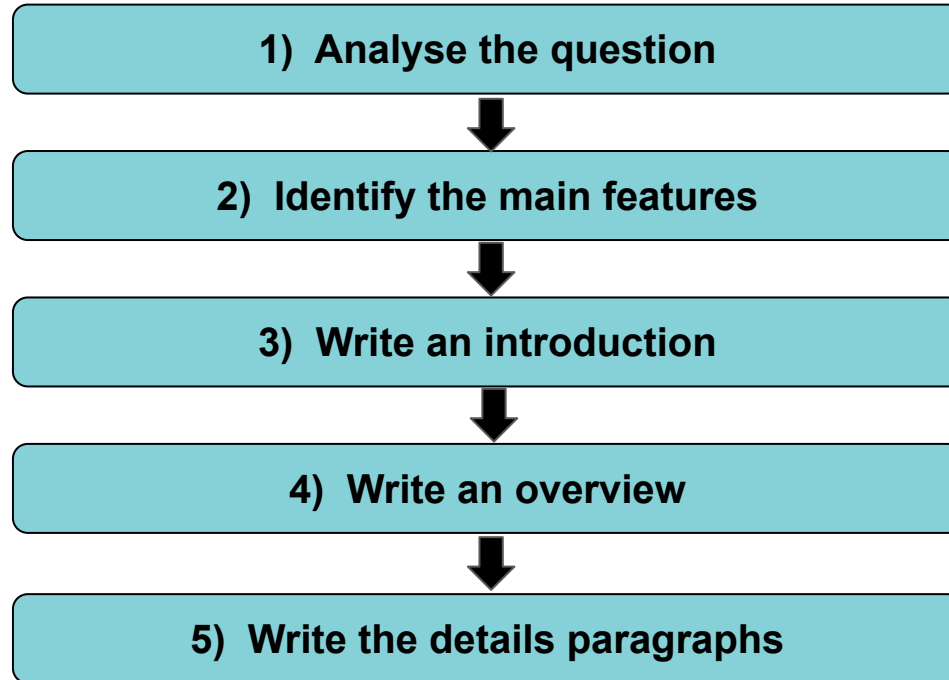 1) Analyse the question
2) Identify the main features
3) Write an introduction
4) Write an overview
5) Write the details paragraphs